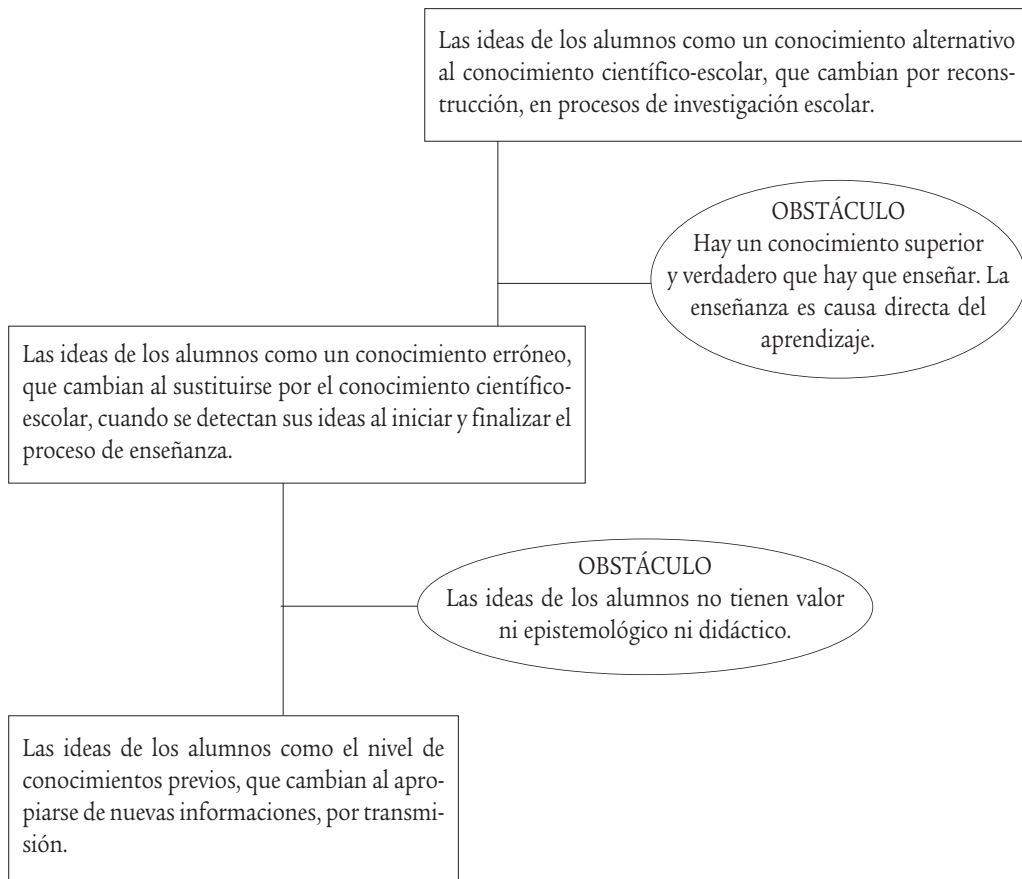 Las ideas de los alumnos como un conocimiento alternativo
al conocimiento científico-escolar, que cambian por recons-
trucción, en procesos de investigación escolar.
OBSTÁCULO
Hay un conocimiento superior
y verdadero que hay que enseñar. La
enseñanza es causa directa del
aprendizaje.
Las ideas de los alumnos como un conocimiento erróneo,
que cambian al sustituirse por el conocimiento científico-
escolar, cuando se detectan sus ideas al iniciar y finalizar el
proceso de enseñanza.
OBSTÁCULO
Las ideas de los alumnos no tienen valor
ni epistemológico ni didáctico.
Las ideas de los alumnos como el nivel de
conocimientos previos, que cambian al apro-
piarse de nuevas informaciones, por transmi-
sión.